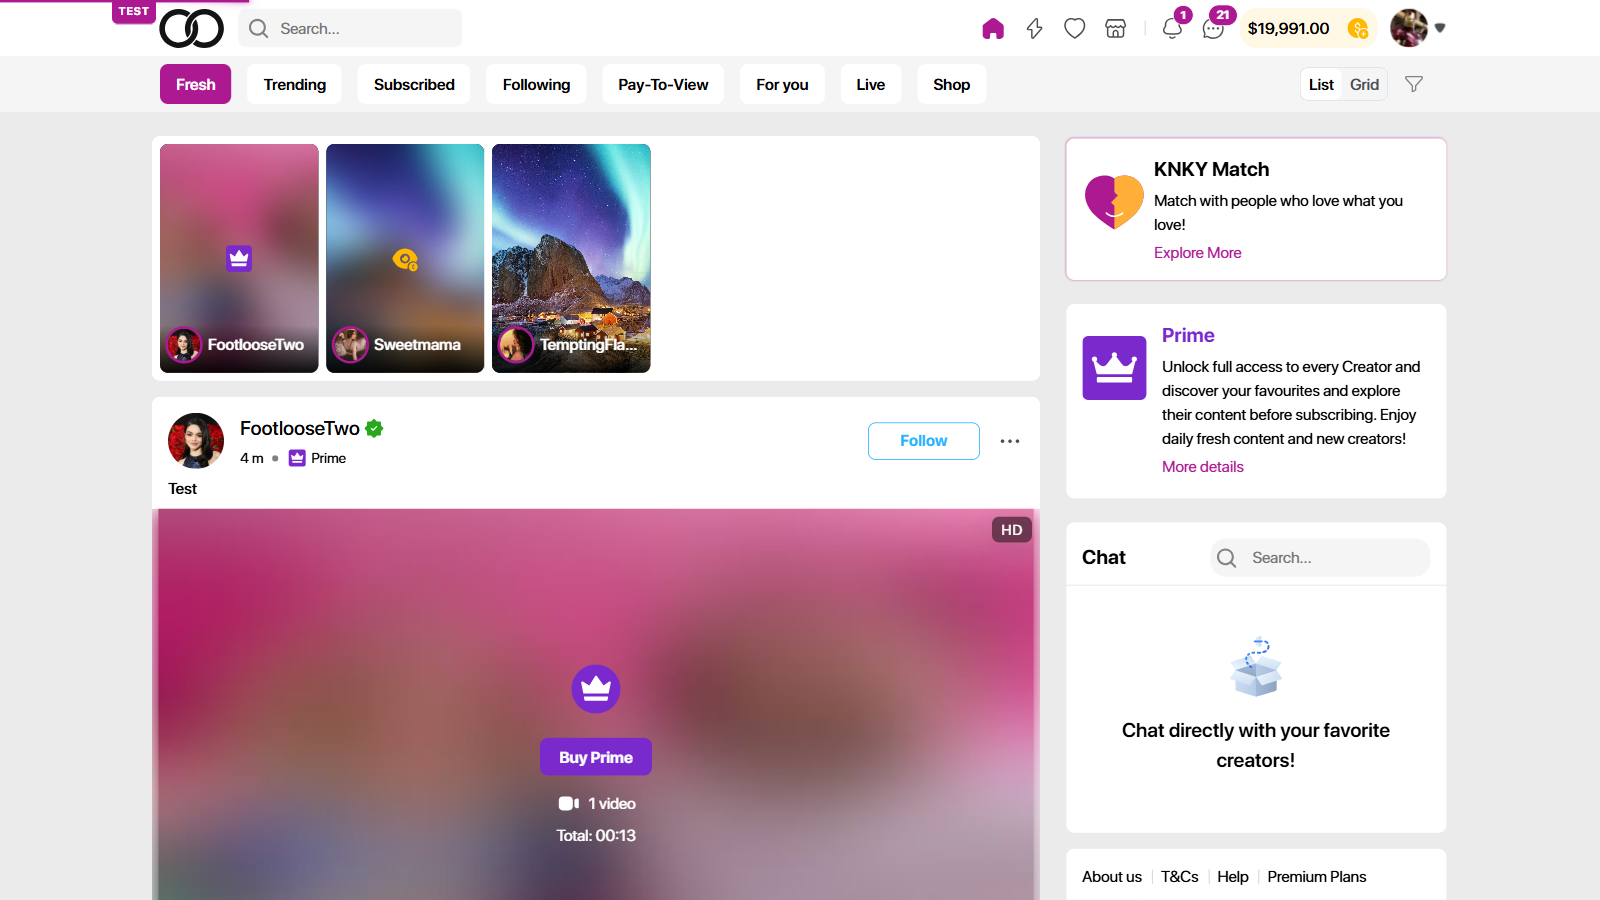 TEST
Search...
1
21
$19,991.00
Fresh
Trending
Subscribed
Following
Pay-To-View
For you
Live
Shop
List
Grid
FootlooseTwo
Sweetmama
TemptingFla...
FootlooseTwo
4 m
Prime
Follow
Test
HD
Buy Prime
1 video
Total: 00:13
KNKY Match
Match with people who love what you
love!
Explore More
Prime
Unlock full access to every Creator and
discover your favourites and explore
their content before subscribing. Enjoy
daily fresh content and new creators!
More details
Chat
Search...
Chat directly with your favorite
creators!
About us
T&Cs
Help
Premium Plans